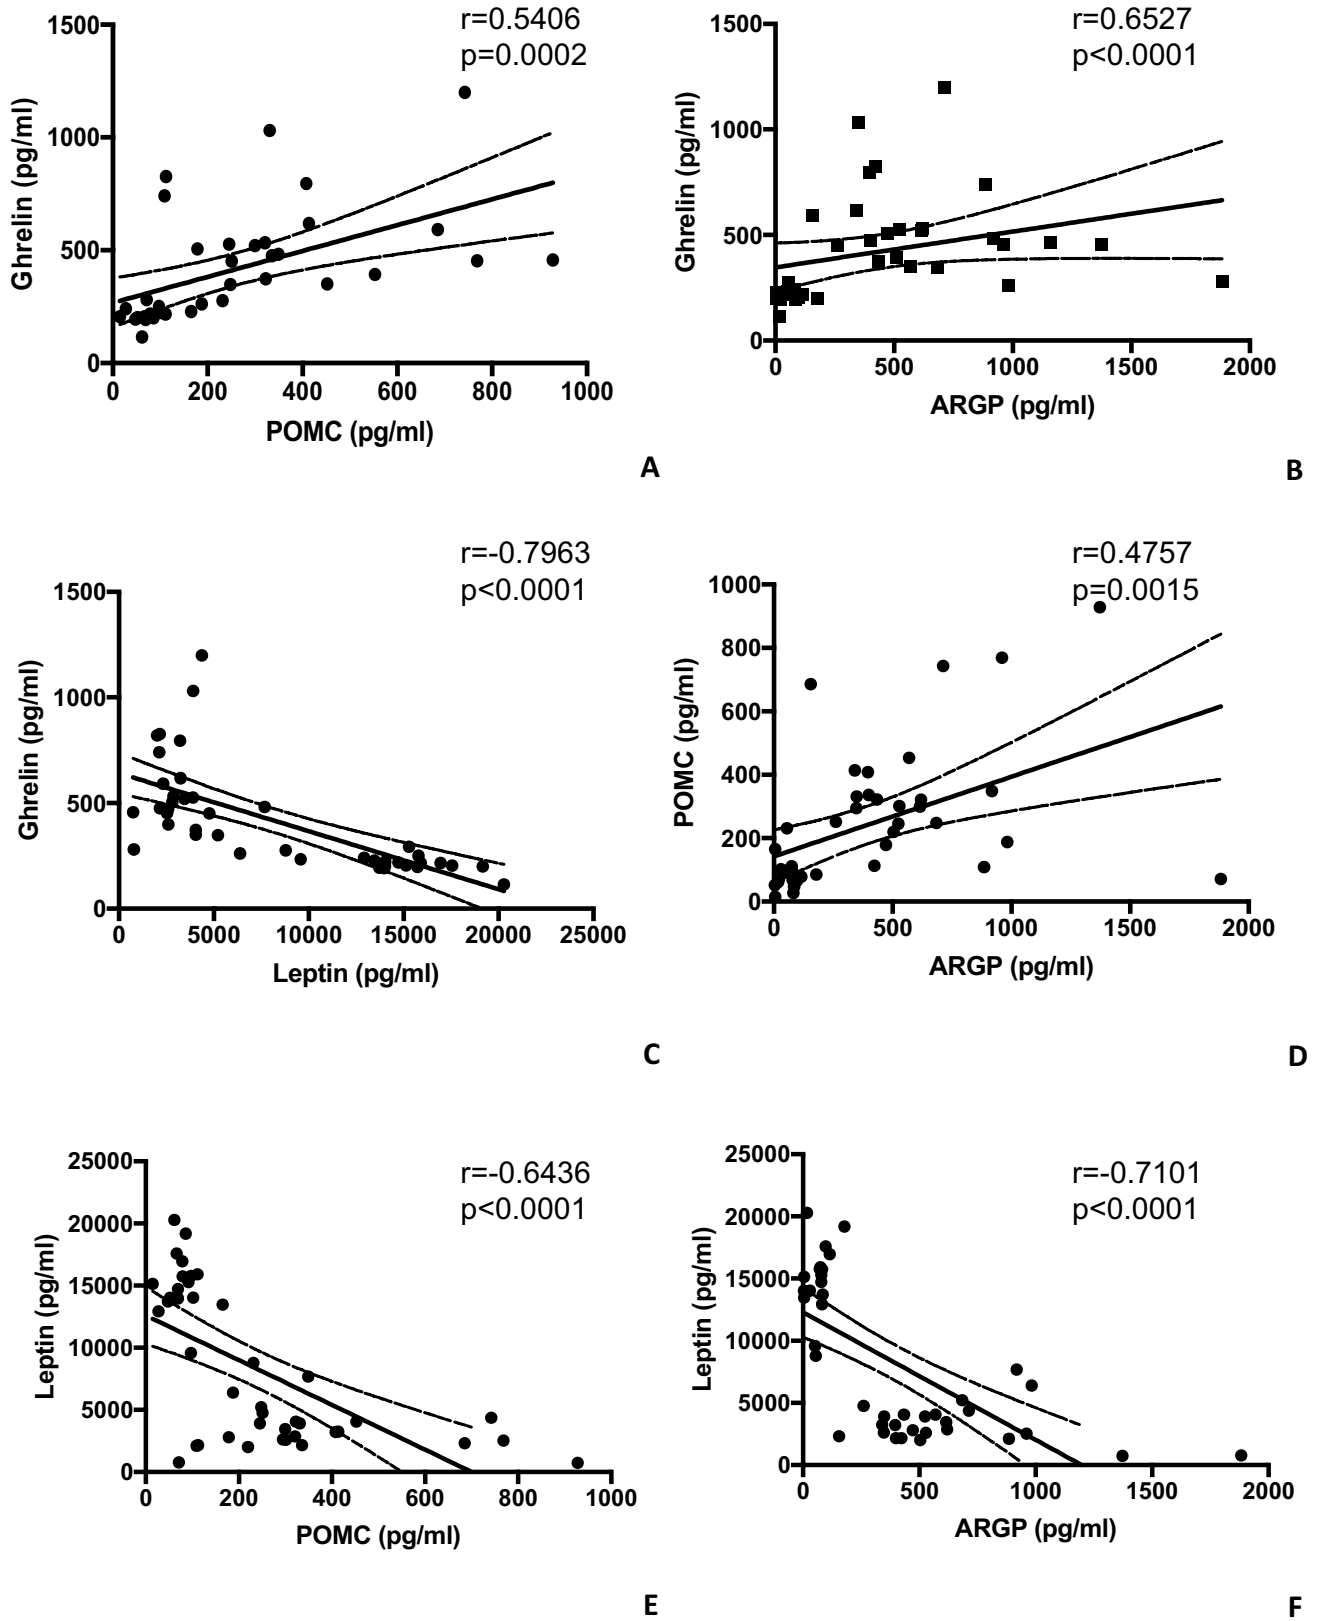 r=0.5406
p=0.0002
1500
1000
500
0
Ghrelin (pg/ml)
0 200 400 600 800 1000
POMC (pg/ml)
A
r=0.6527
p<0.0001
1500
1000
500
0
Ghrelin (pg/ml)
0 500 1000 1500 2000
ARGP (pg/ml)
B
r=-0.7963
p<0.0001
1500
1000
500
0
Ghrelin (pg/ml)
0 5000 10000 15000 20000 25000
Leptin (pg/ml)
C
r=0.4757
p=0.0015
1000
800
600
400
200
0
POMC (pg/ml)
0 500 1000 1500 2000
ARGP (pg/ml)
D
r=-0.6436
p<0.0001
25000
20000
15000
10000
5000
0
Leptin (pg/ml)
0 200 400 600 800 1000
POMC (pg/ml)
E
r=-0.7101
p<0.0001
25000
20000
15000
10000
5000
0
Leptin (pg/ml)
0 500 1000 1500 2000
ARGP (pg/ml)
F